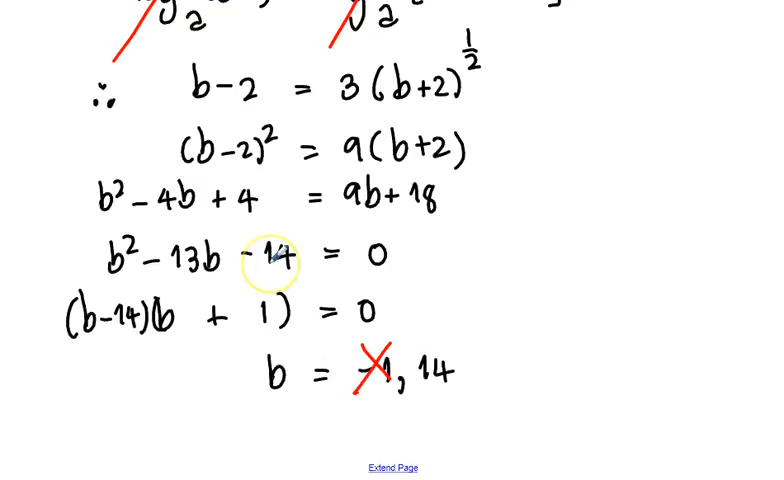 ∴ b - 2 = 3 (b+2)^{1/2}
(b - 2)² = 9 (b+2)
b² - 4b + 4 = 9b + 18
b² - 13b - 14 = 0
(b - 14)(b + 1) = 0
b = -1, 14
Extend Page